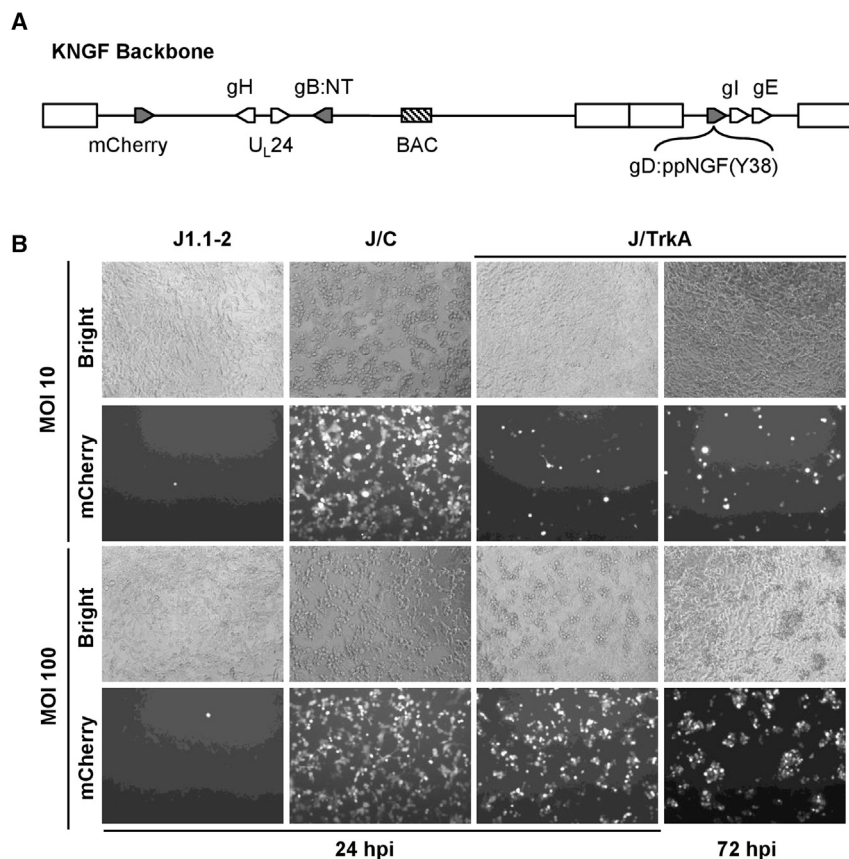 A
KNGF Backbone
gH gB:NT gI gE
mCherry UL24 BAC gD:ppNGF(Y38)
B
J1.1-2 J/C J/TrkA
MOI 10
Bright
mCherry
MOI 100
Bright
mCherry
24 hpi 72 hpi